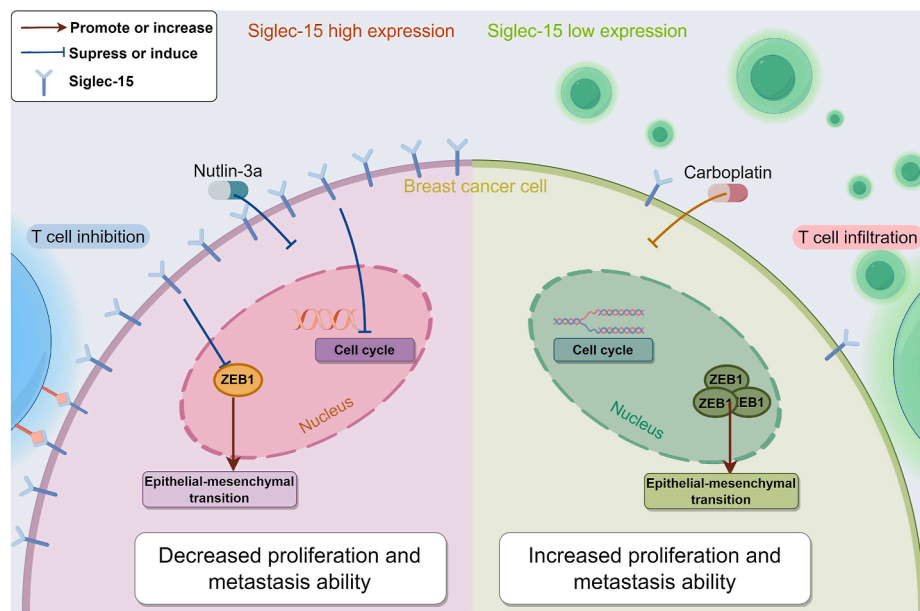 Promote or increase
Supress or induce
Siglec-15
Siglec-15 high expression
Siglec-15 low expression
Nutlin-3a
Breast cancer cell
Carboplatin
T cell inhibition
T cell infiltration
Cell cycle
Cell cycle
ZEB1
ZEB1
ZEB1
EB1
Nucleus
Nucleus
Epithelial-mesenchymal
transition
Epithelial-mesenchymal
transition
Decreased proliferation and
metastasis ability
Increased proliferation and
metastasis ability